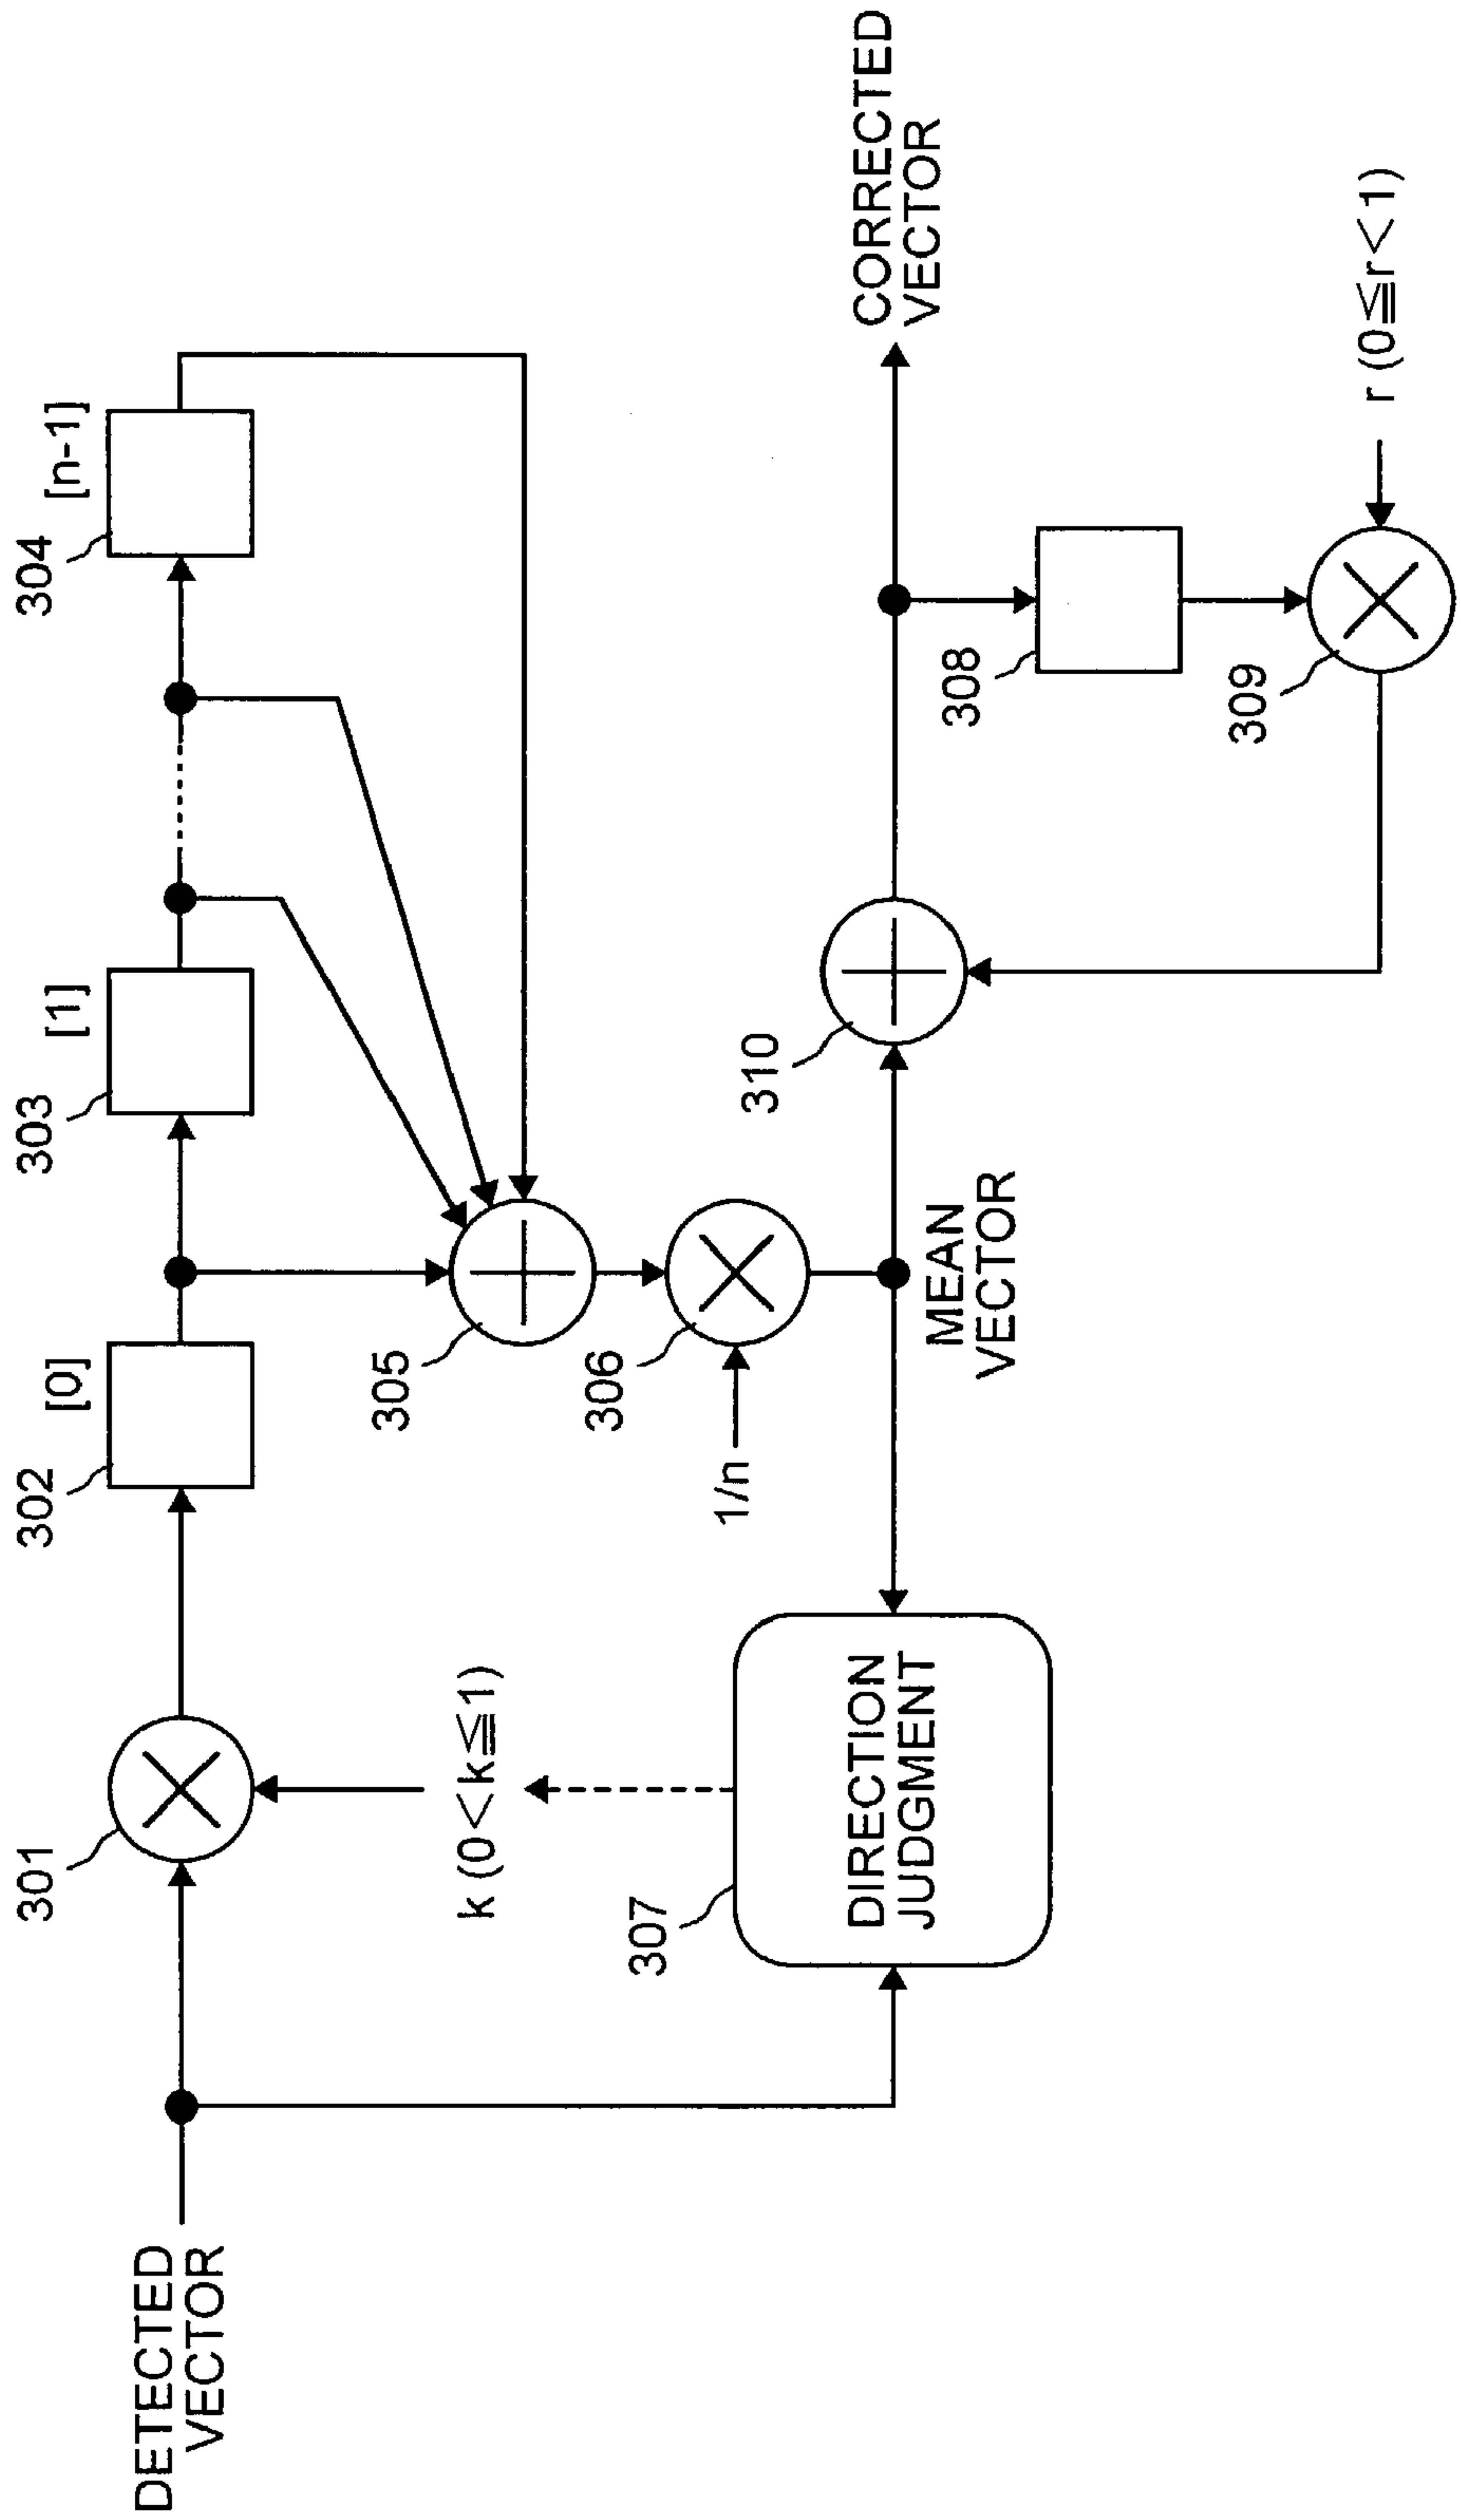 DETECTED
VECTOR
301
k (0<k≦1)
307
DIRECTION
JUDGMENT
302
[0]
303
[1]
304
[n-1]
305
306
1/n
MEAN
VECTOR
310
308
309
r (0≦r<1)
CORRECTED
VECTOR